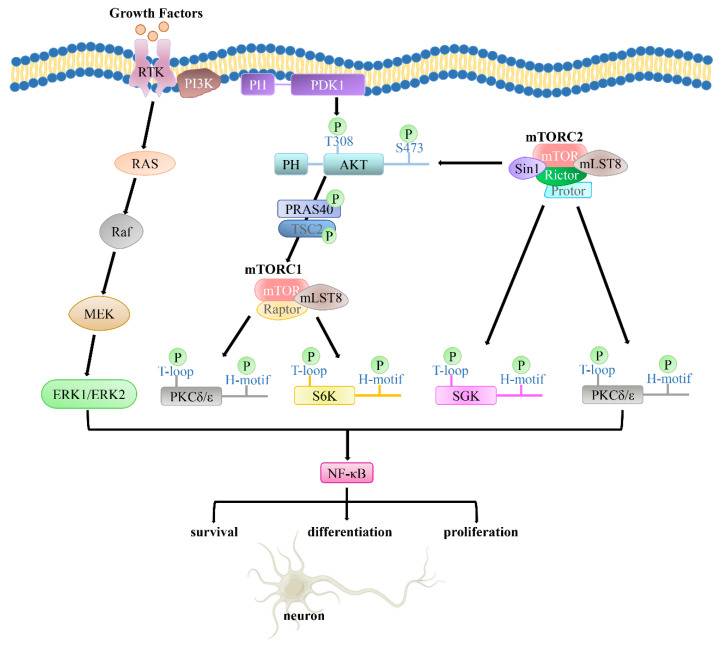 Growth Factors
RTK
PI3K
PH
PDK1
P
T308
P
S473
PH
AKT
mTORC2
mTOR
mLST8
Sin1
Rictor
Protor
RAS
P
PRAS40
TSC2
P
Raf
mTORC1
mTOR
mLST8
Raptor
MEK
P
T-loop
P
H-motif
PKCδ/ε
P
T-loop
P
H-motif
S6K
P
T-loop
P
H-motif
SGK
P
T-loop
P
H-motif
PKCδ/ε
ERK1/ERK2
NF-κB
survival
differentiation
proliferation
neuron